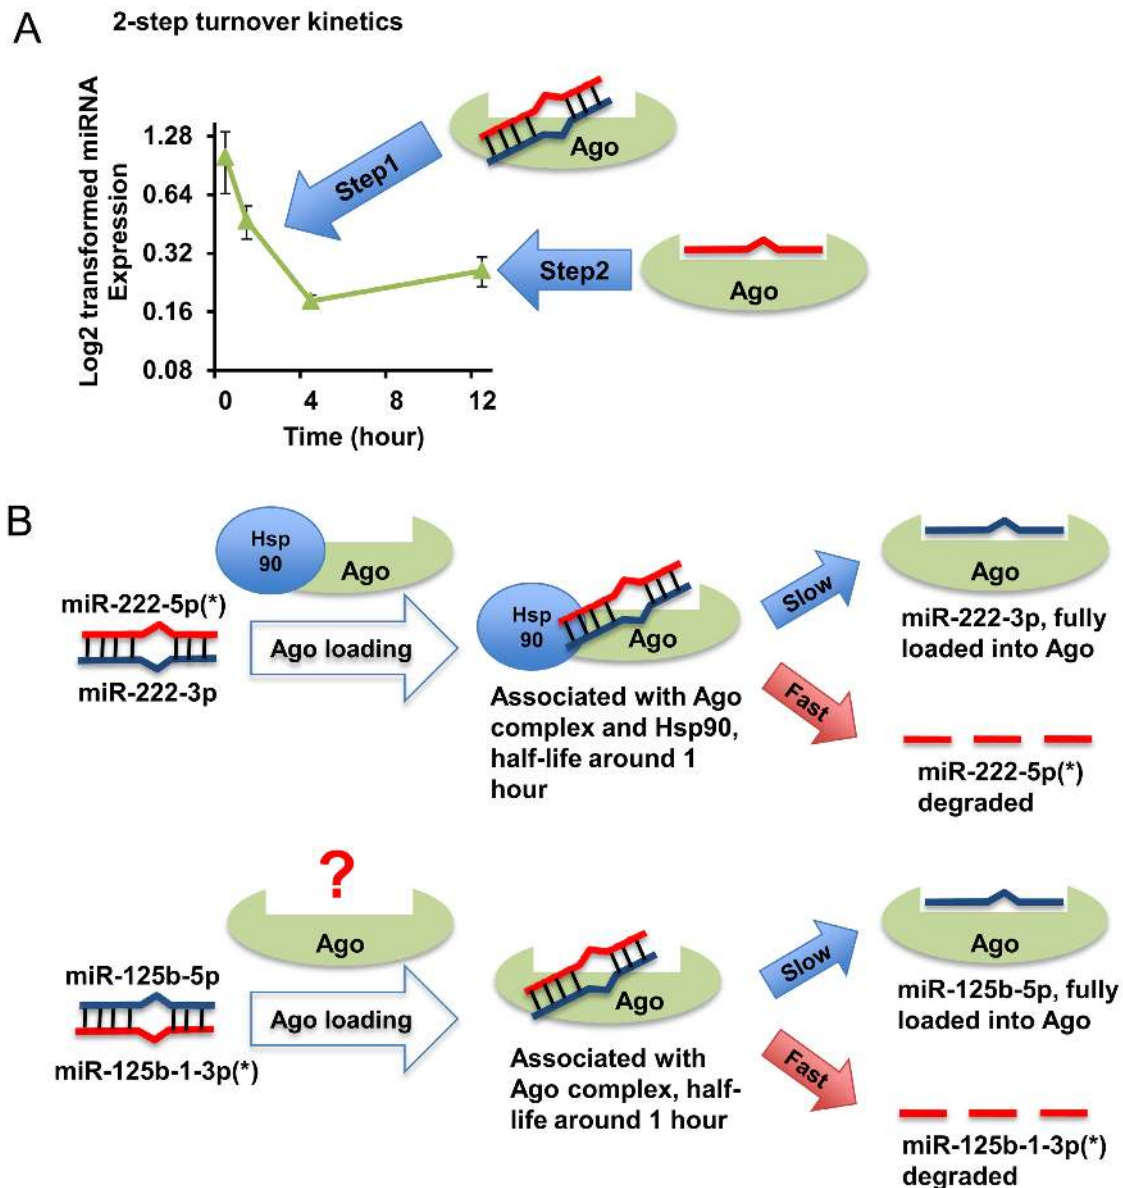 A
2-step turnover kinetics
Log2 transformed miRNA
Expression
1.28
0.64
0.32
0.16
0.08
0
4
8
12
Time (hour)
Step1
Ago
Step2
Ago
B
Hsp
90
Ago
miR-222-5p(*)
miR-222-3p
Ago loading
Hsp
90
Ago
Associated with Ago
complex and Hsp90,
half-life around 1
hour
Slow
Fast
Ago
miR-222-3p, fully
loaded into Ago
miR-222-5p(*)
degraded
?
Ago
miR-125b-5p
miR-125b-1-3p(*)
Ago loading
Ago
Associated with
Ago complex, half-
life around 1 hour
Slow
Fast
Ago
miR-125b-5p, fully
loaded into Ago
miR-125b-1-3p(*)
degraded